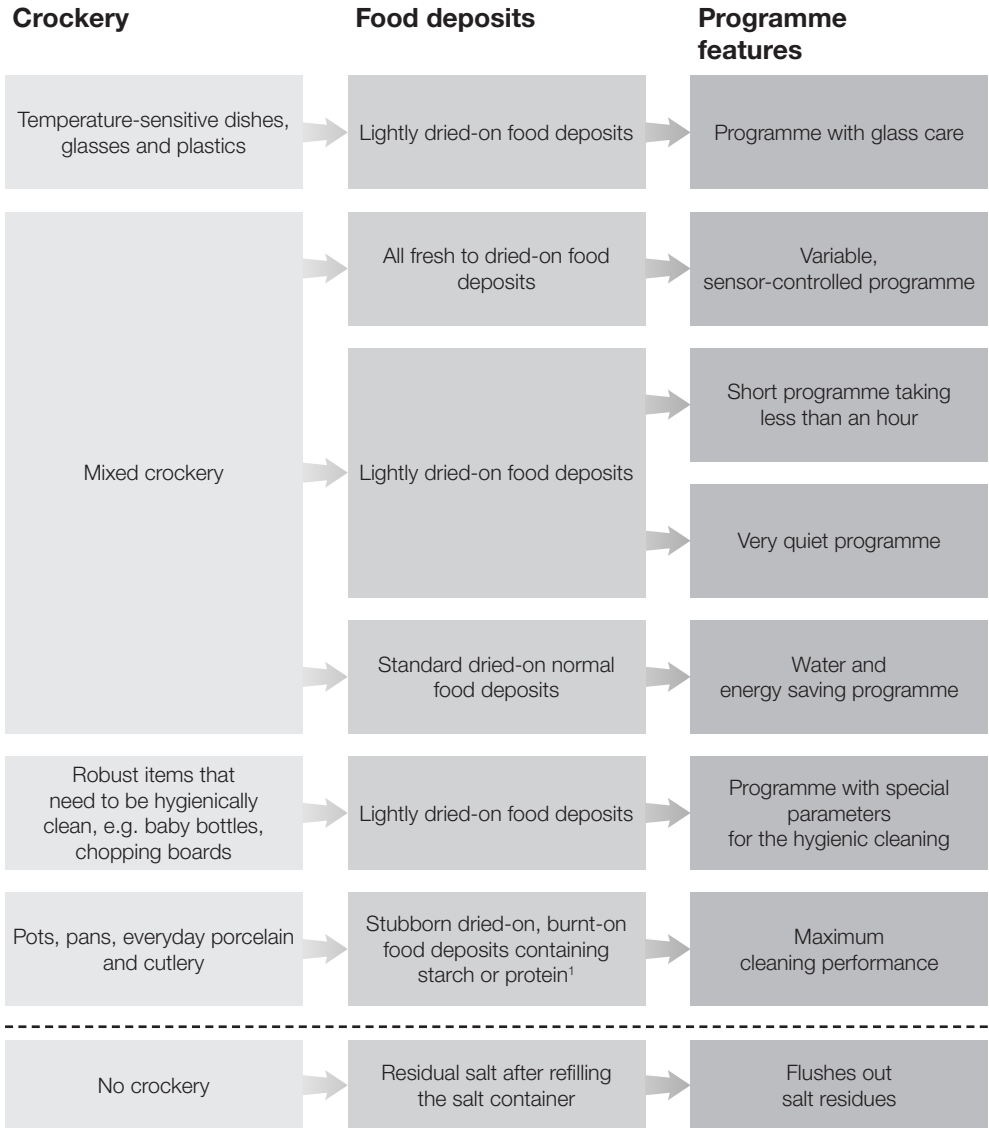 Crockery
Food deposits
Programme
features
Temperature-sensitive dishes,
glasses and plastics
Lightly dried-on food deposits
Programme with glass care
Mixed crockery
All fresh to dried-on food
deposits
Variable,
sensor-controlled programme
Lightly dried-on food deposits
Short programme taking
less than an hour
Very quiet programme
Standard dried-on normal
food deposits
Water and
energy saving programme
Robust items that
need to be hygienically
clean, e.g. baby bottles,
chopping boards
Lightly dried-on food deposits
Programme with special
parameters
for the hygienic cleaning
Pots, pans, everyday porcelain
and cutlery
Stubborn dried-on, burnt-on
food deposits containing
starch or protein¹
Maximum
cleaning performance
No crockery
Residual salt after refilling
the salt container
Flushes out
salt residues